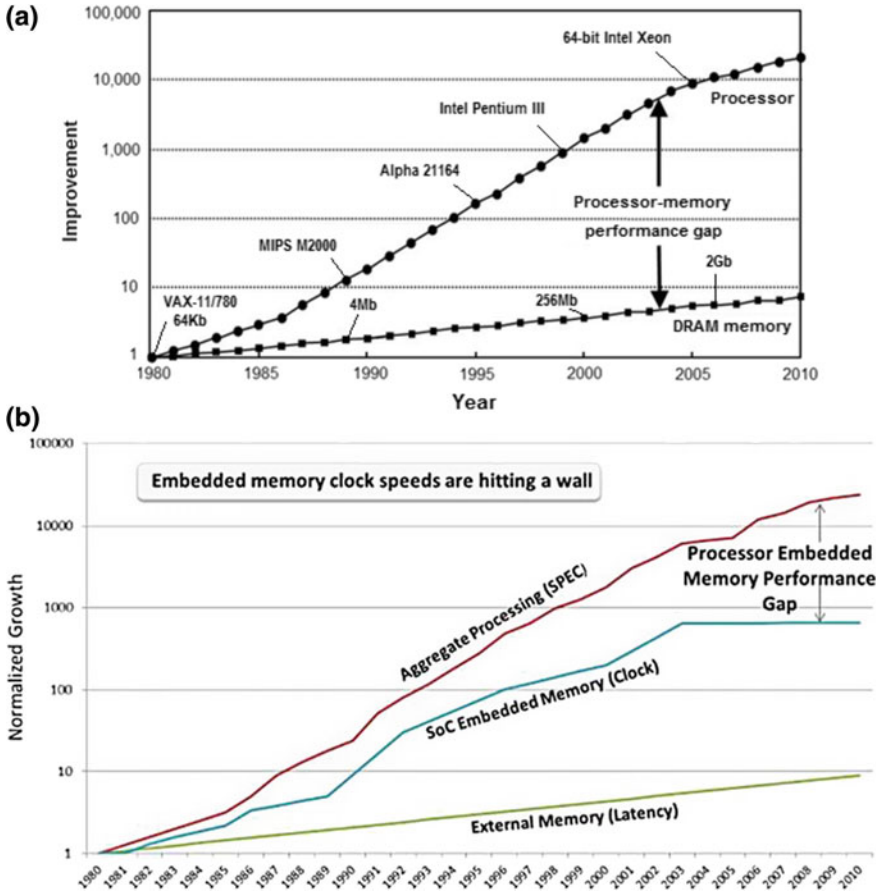 (a)
100,000
10,000
1,000
100
10
1
Improvement
64-bit Intel Xeon
Processor
Intel Pentium III
Alpha 21164
Processor-memory
performance gap
MIPS M2000
2Gb
VAX-11/780
64Kb
4Mb
256Mb
DRAM memory
1980 1985 1990 1995 2000 2005 2010
Year
(b)
100000
10000
1000
100
10
1
Normalized Growth
Embedded memory clock speeds are hitting a wall
Processor Embedded
Memory Performance
Gap
Aggregate Processing (SPEC)
SoC Embedded Memory (Clock)
External Memory (Latency)
1980 1981 1982 1983 1984 1985 1986 1987 1988 1989 1990 1991 1992 1993 1994 1995 1996 1997 1998 1999 2000 2001 2002 2003 2004 2005 2006 2007 2008 2009 2010